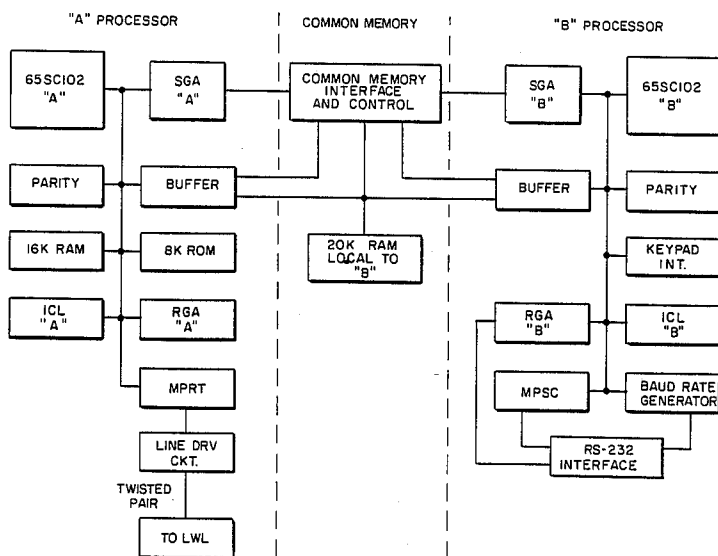 "A" PROCESSOR
COMMON MEMORY
"B" PROCESSOR
65SC102
"A"
SGA
"A"
COMMON MEMORY
INTERFACE
AND CONTROL
SGA
"B"
65SC102
"B"
PARITY
BUFFER
BUFFER
PARITY
16K RAM
8K ROM
20K RAM
LOCAL TO
"B"
KEYPAD
INT.
ICL
"A"
RGA
"A"
RGA
"B"
ICL
"B"
MPRT
MPSC
BAUD RATE
GENERATOR
LINE DRV
CKT.
RS-232
INTERFACE
TWISTED
PAIR
TO LWL